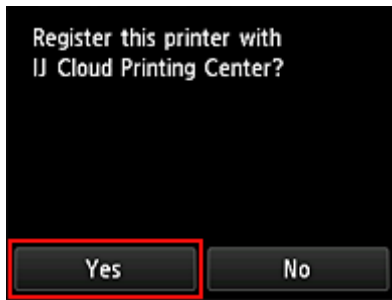 Register this printer with
IJ Cloud Printing Center?
Yes
No